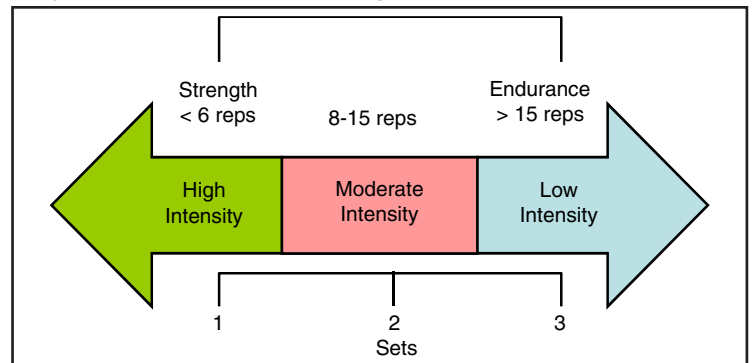 Strength
< 6 reps
8-15 reps
Endurance
> 15 reps
High
Intensity
Moderate
Intensity
Low
Intensity
1
2
3
Sets